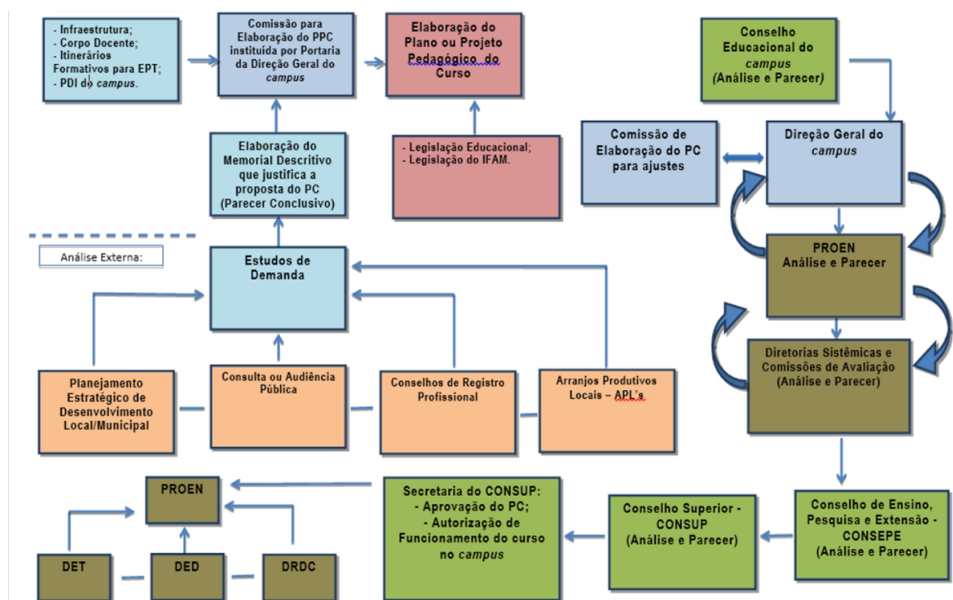 - Infraestrutura;
- Corpo Docente;
- Itinerários
Formativos para EPT;
- PDI do campus.
Comissão para
Elaboração do PPC
instituída por Portaria
da Direção Geral do
campus
Elaboração do
Plano ou Projeto
Pedagógico do
Curso
Conselho
Educacional do
campus
(Análise e Parecer)
Elaboração do
Memorial Descritivo
que justifica a
proposta do PC
(Parecer Conclusivo)
- Legislação Educacional;
- Legislação do IFAM.
Comissão de
Elaboração do PC
para ajustes
Direção Geral do
campus
Análise Externa:
Estudos de
Demanda
PROEN
Análise e Parecer
Diretorias Sistêmicas e
Comissões de Avaliação
(Análise e Parecer)
Planejamento
Estratégico de
Desenvolvimento
Local/Municipal
Consulta ou Audiência
Pública
Conselhos de Registro
Profissional
Arranjos Produtivos
Locais – APL's
PROEN
Secretaria do CONSUP:
- Aprovação do PC;
- Autorização de
Funcionamento do curso
no campus
Conselho Superior -
CONSUP
(Análise e Parecer)
Conselho de Ensino,
Pesquisa e Extensão -
CONSEPE
(Análise e Parecer)
DET
DED
DRDC